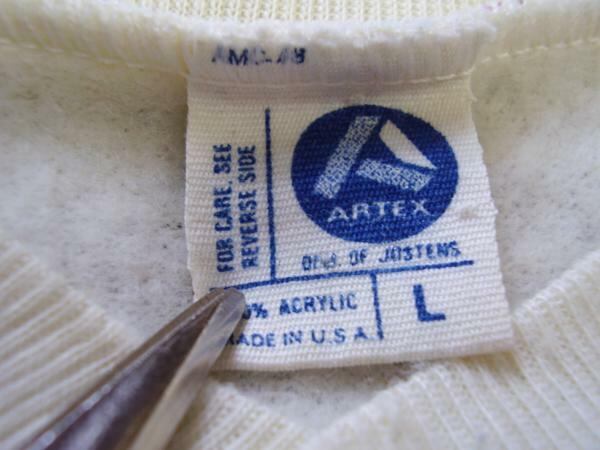 FOR CARE, SEE
REVERSE SIDE
ARTEX
DIV. OF JOSTENS
% ACRYLIC
MADE IN U.S.A.
L